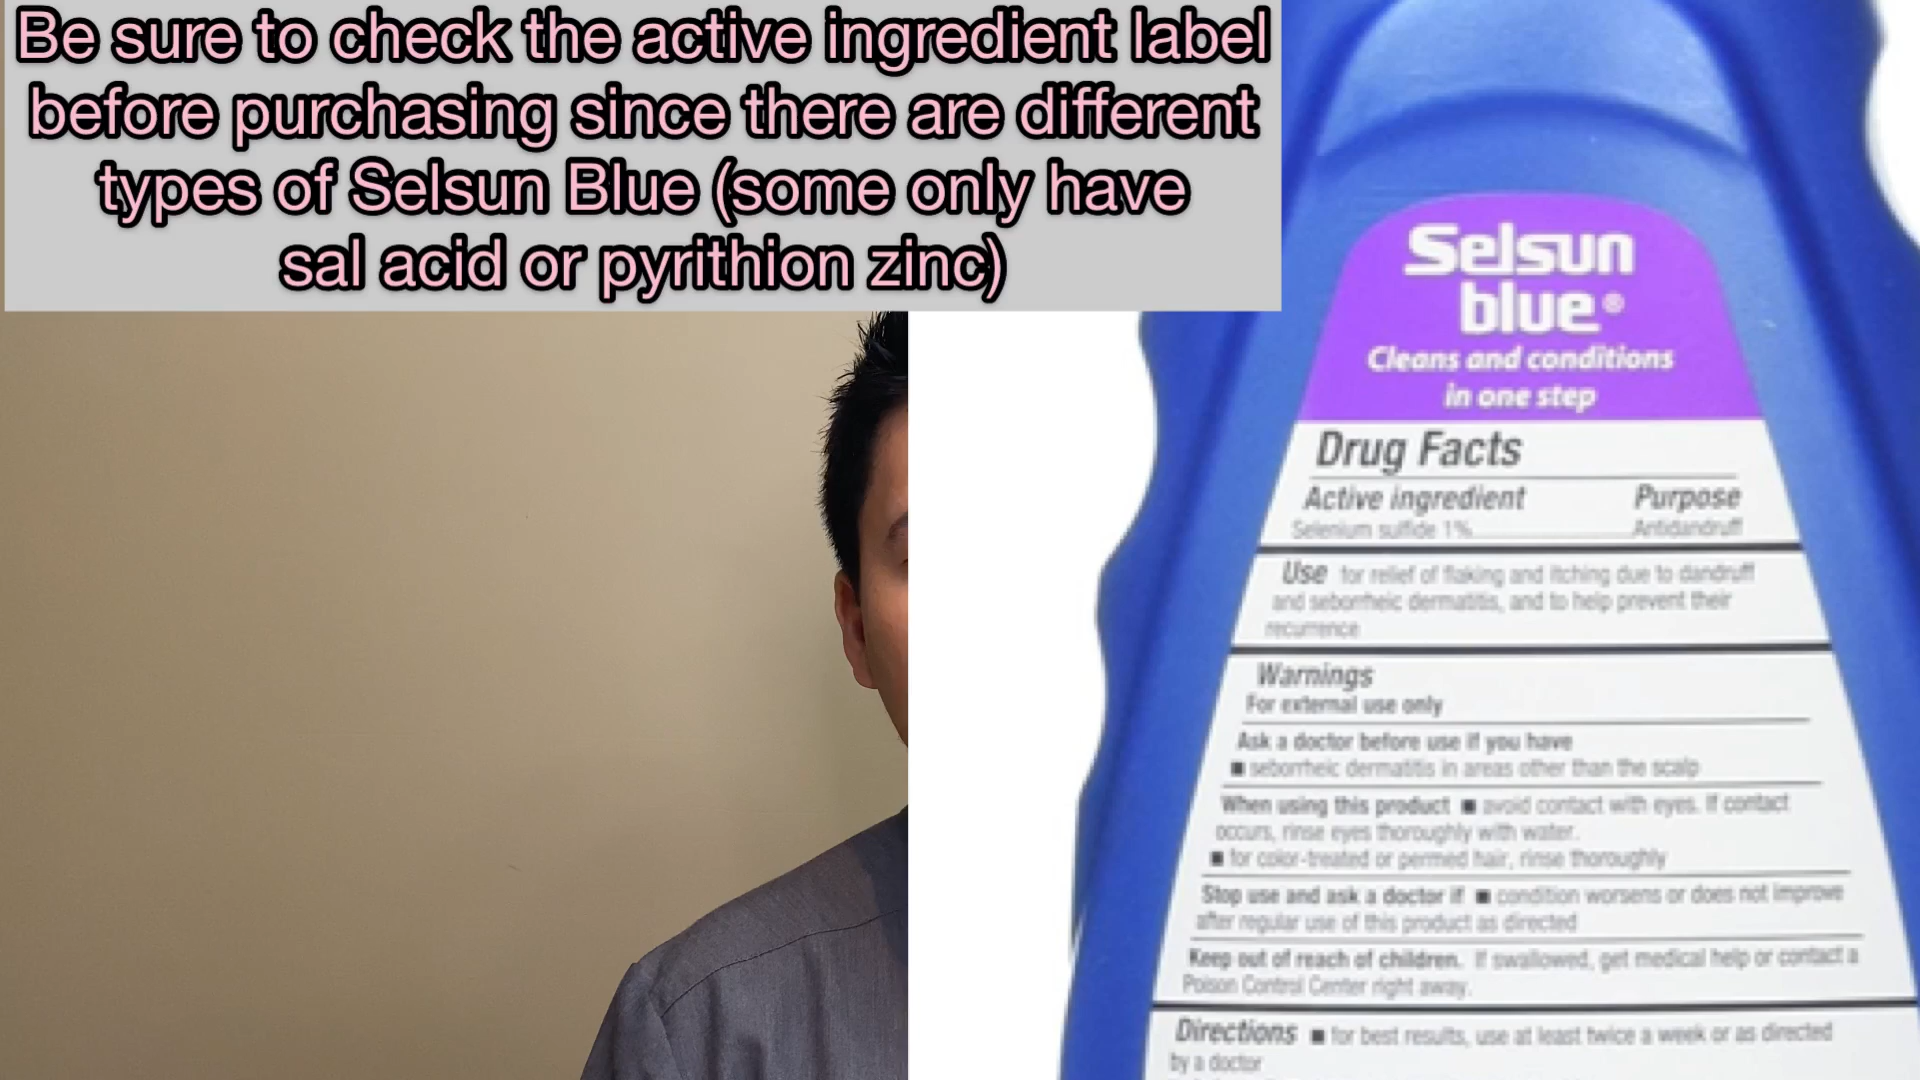 Be sure to check the active ingredient label
before purchasing since there are different
types of Selsun Blue (some only have
sal acid or pyrithion zinc)
Selsun
blue®
Cleans and conditions
in one step
Drug Facts
Active ingredient Purpose
Selenium sulfide 1% Antidandruff
Use for relief of flaking and itching due to dandruff
and seborrheic dermatitis, and to help prevent their
recurrence
Warnings
For external use only
Ask a doctor before use if you have
■ seborrheic dermatitis in areas other than the scalp
When using this product ■ avoid contact with eyes. If contact
occurs, rinse eyes thoroughly with water.
■ for color-treated or permed hair, rinse thoroughly
Stop use and ask a doctor if ■ condition worsens or does not improve
after regular use of this product as directed
Keep out of reach of children. If swallowed, get medical help or contact a
Poison Control Center right away.
Directions ■ for best results, use at least twice a week or as directed
by a doctor